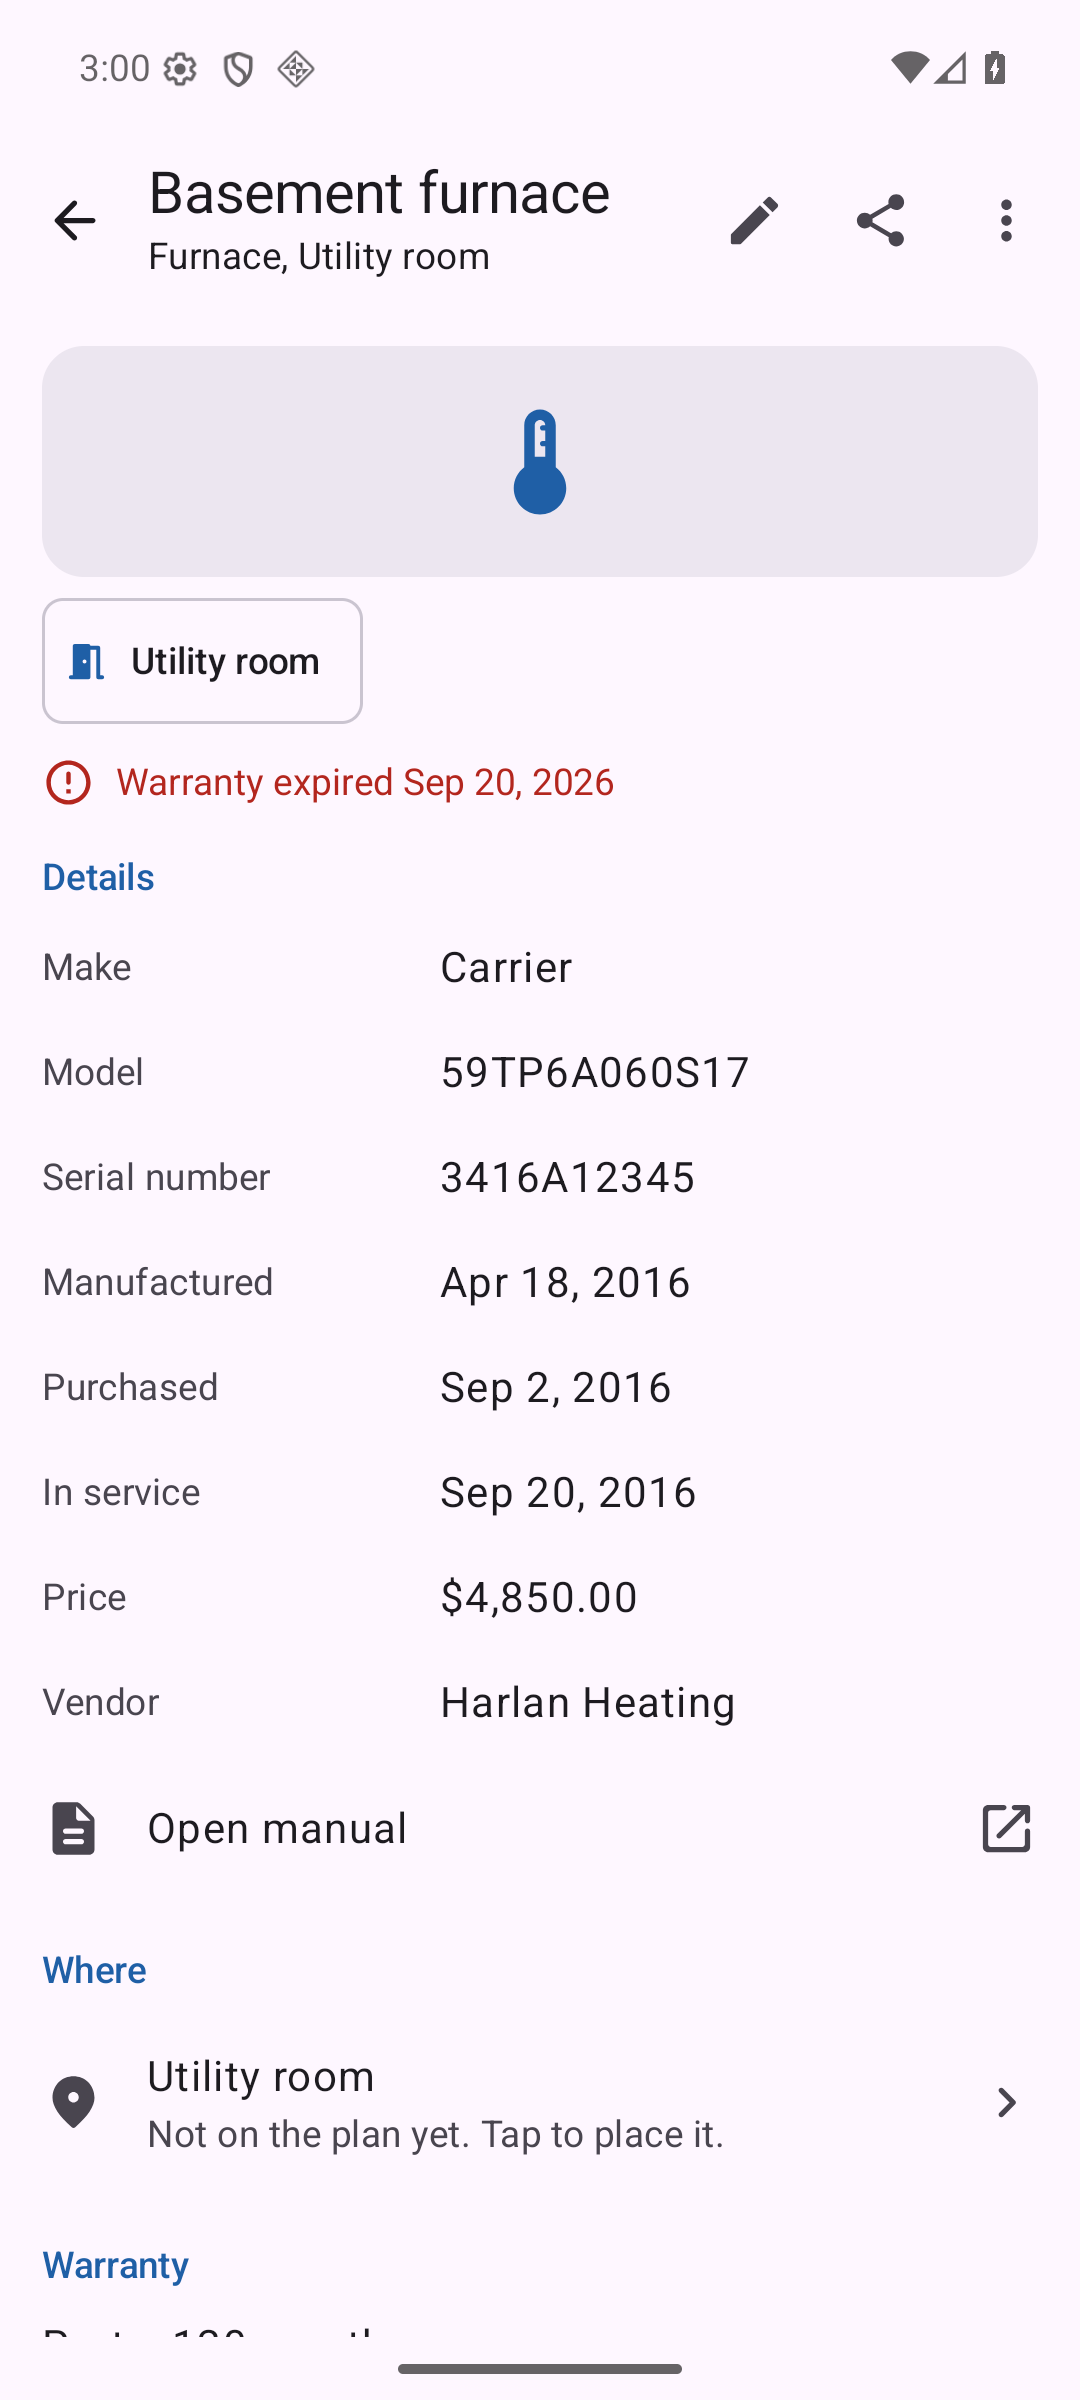 3:00
Basement furnace
Furnace, Utility room
Utility room
Warranty expired Sep 20, 2026
Details
Make Carrier
Model 59TP6A060S17
Serial number 3416A12345
Manufactured Apr 18, 2016
Purchased Sep 2, 2016
In service Sep 20, 2016
Price $4,850.00
Vendor Harlan Heating
Open manual
Where
Utility room
Not on the plan yet. Tap to place it.
Warranty